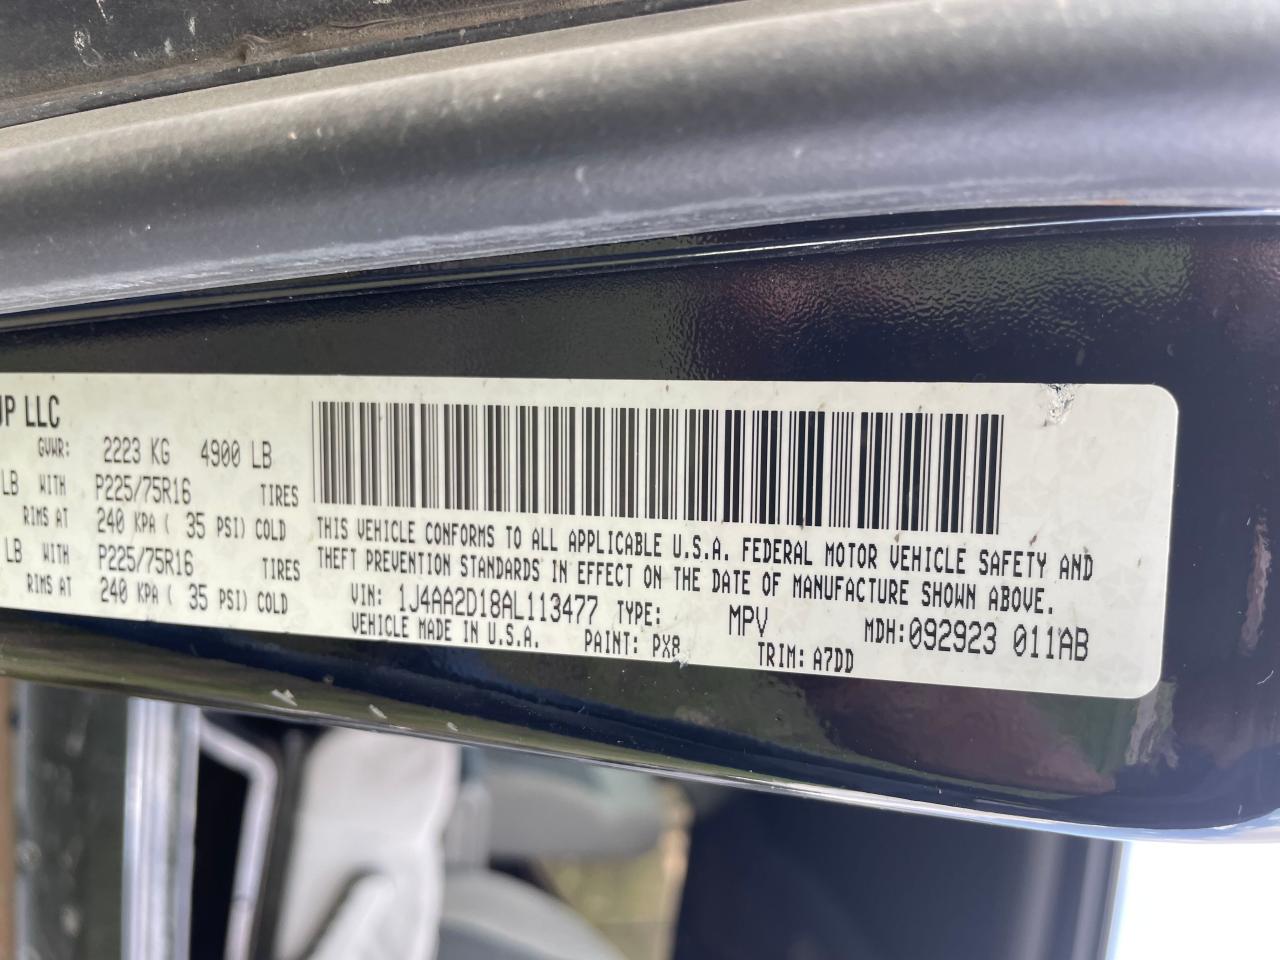 UP LLC
GVWR: 2223 KG 4900 LB
LB WITH P225/75R16 TIRES
RIMS AT 240 KPA ( 35 PSI) COLD
LB WITH P225/75R16 TIRES
RIMS AT 240 KPA ( 35 PSI) COLD
THIS VEHICLE CONFORMS TO ALL APPLICABLE U.S.A. FEDERAL MOTOR VEHICLE SAFETY AND
THEFT PREVENTION STANDARDS IN EFFECT ON THE DATE OF MANUFACTURE SHOWN ABOVE.
VIN: 1J4AA2D18AL113477 TYPE: MPV MDH:092923 011AB
VEHICLE MADE IN U.S.A. PAINT: PX8 TRIM: A7DD